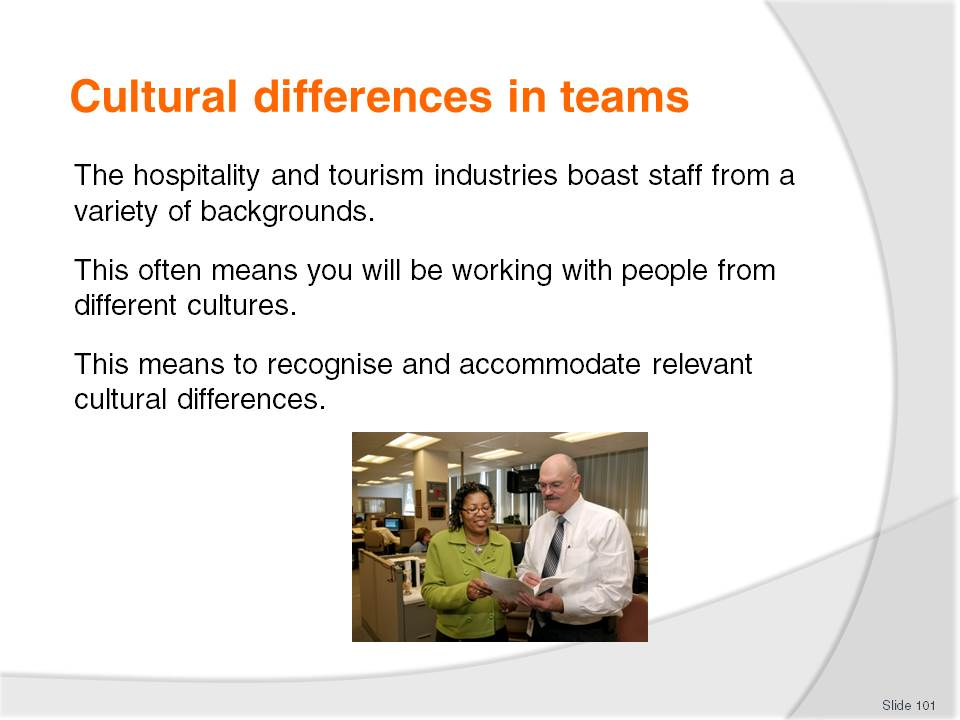 Cultural differences in teams
The hospitality and tourism industries boast staff from a
variety of backgrounds.
This often means you will be working with people from
different cultures.
This means to recognise and accommodate relevant
cultural differences.
Slide 101